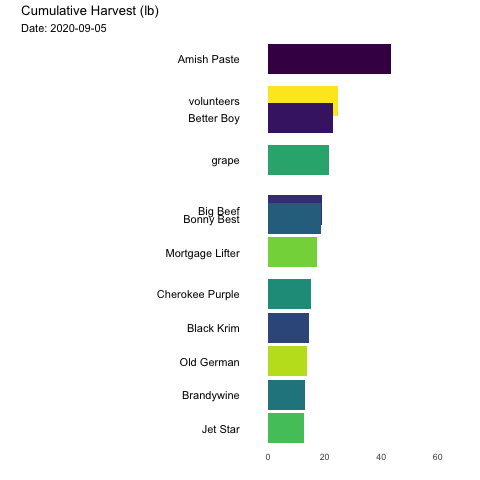 Cumulative Harvest (lb)
Date: 2020-09-05
Amish Paste
volunteers
Better Boy
grape
Big Beef
Bonny Best
Mortgage Lifter
Cherokee Purple
Black Krim
Old German
Brandywine
Jet Star
0 20 40 60